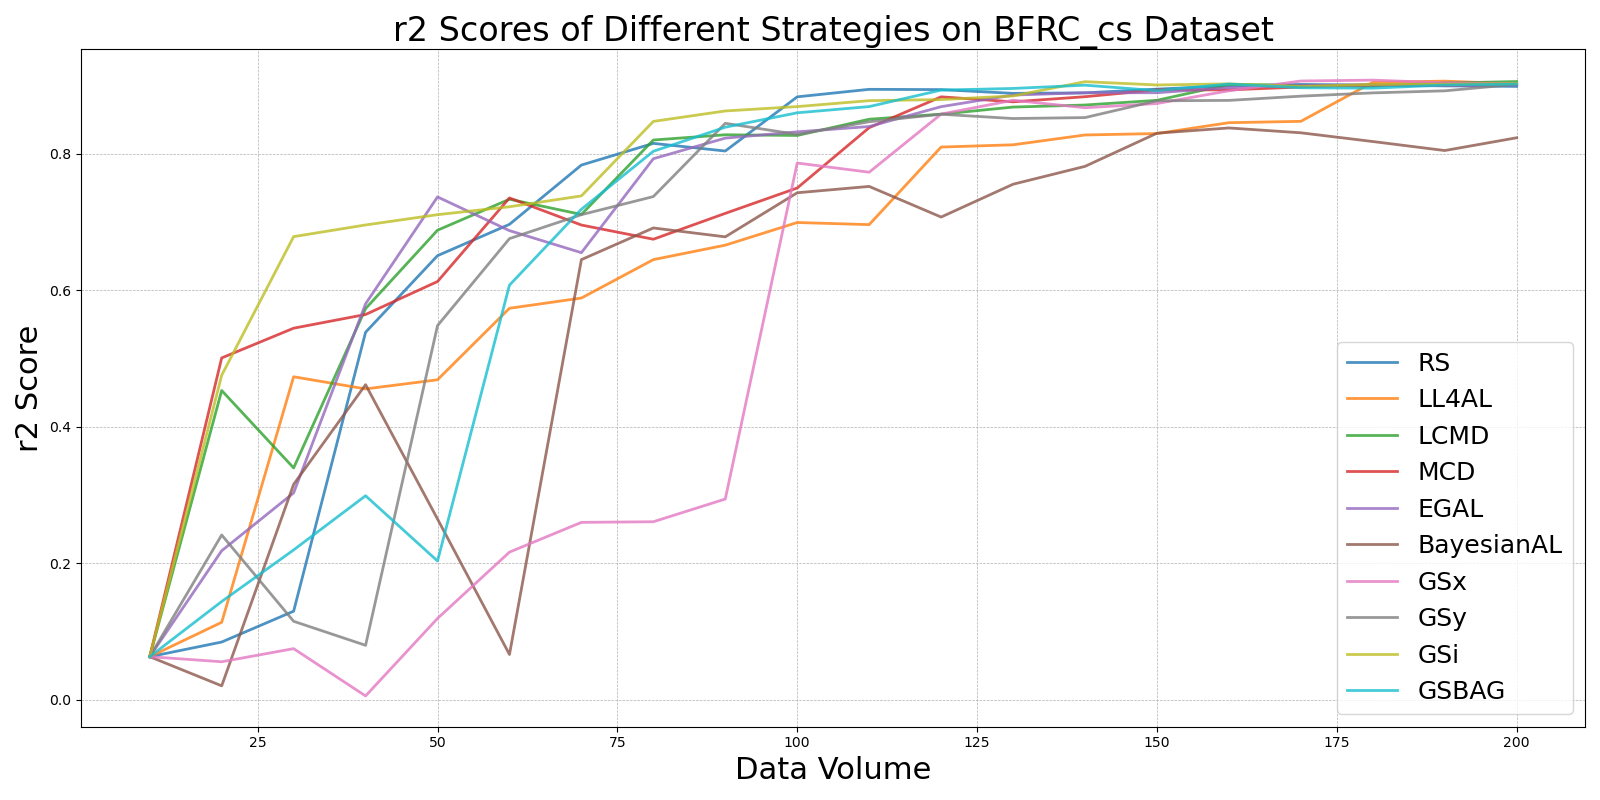 r2 Scores of Different Strategies on BFRC_cs Dataset
r2 Score
0.8
0.6
0.4
0.2
0.0
25 50 75 100 125 150 175 200
Data Volume
RS
LL4AL
LCMD
MCD
EGAL
BayesianAL
GSx
GSy
GSi
GSBAG